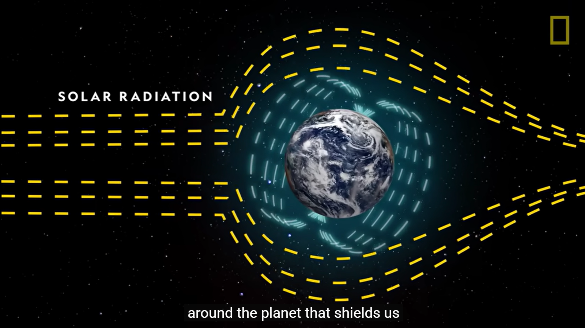 SOLAR RADIATION
around the planet that shields us